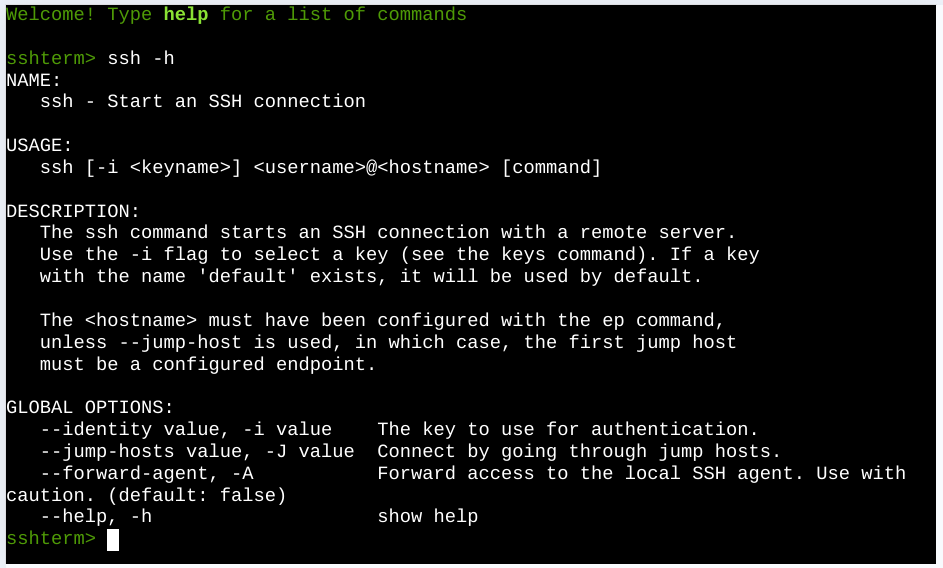 Welcome! Type help for a list of commands

sshterm> ssh -h
NAME:
   ssh - Start an SSH connection

USAGE:
   ssh [-i <keyname>] <username>@<hostname> [command]

DESCRIPTION:
   The ssh command starts an SSH connection with a remote server.
   Use the -i flag to select a key (see the keys command). If a key
   with the name 'default' exists, it will be used by default.

   The <hostname> must have been configured with the ep command,
   unless --jump-host is used, in which case, the first jump host
   must be a configured endpoint.

GLOBAL OPTIONS:
   --identity value, -i value    The key to use for authentication.
   --jump-hosts value, -J value  Connect by going through jump hosts.
   --forward-agent, -A           Forward access to the local SSH agent. Use with
caution. (default: false)
   --help, -h                    show help
sshterm>